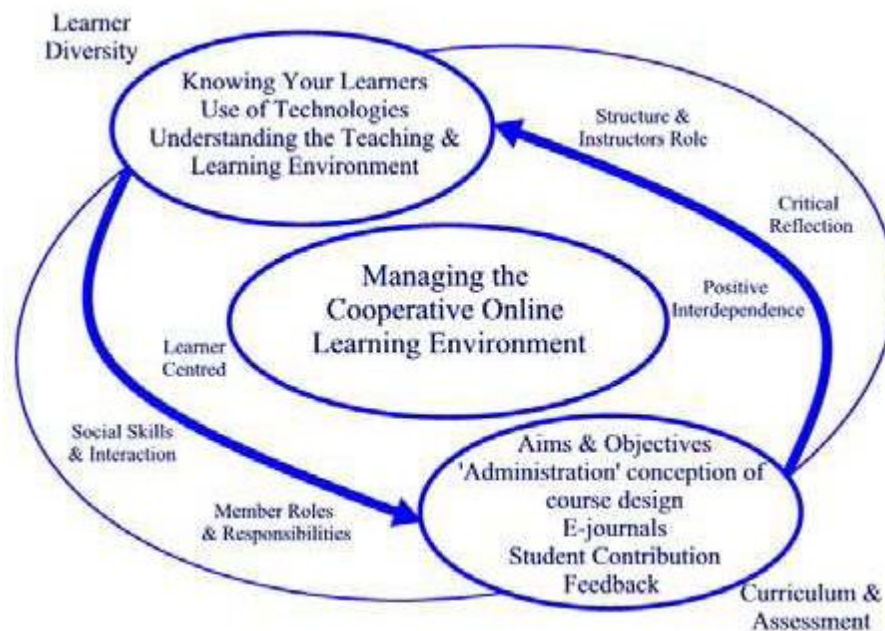 Learner
Diversity
Knowing Your Learners
Use of Technologies
Understanding the Teaching &
Learning Environment
Structure &
Instructors Role
Critical
Reflection
Managing the
Cooperative Online
Learning Environment
Positive
Interdependence
Learner
Centred
Social Skills
& Interaction
Member Roles
& Responsibilities
Aims & Objectives
'Administration' conception of
course design
E-journals
Student Contribution
Feedback
Curriculum &
Assessment